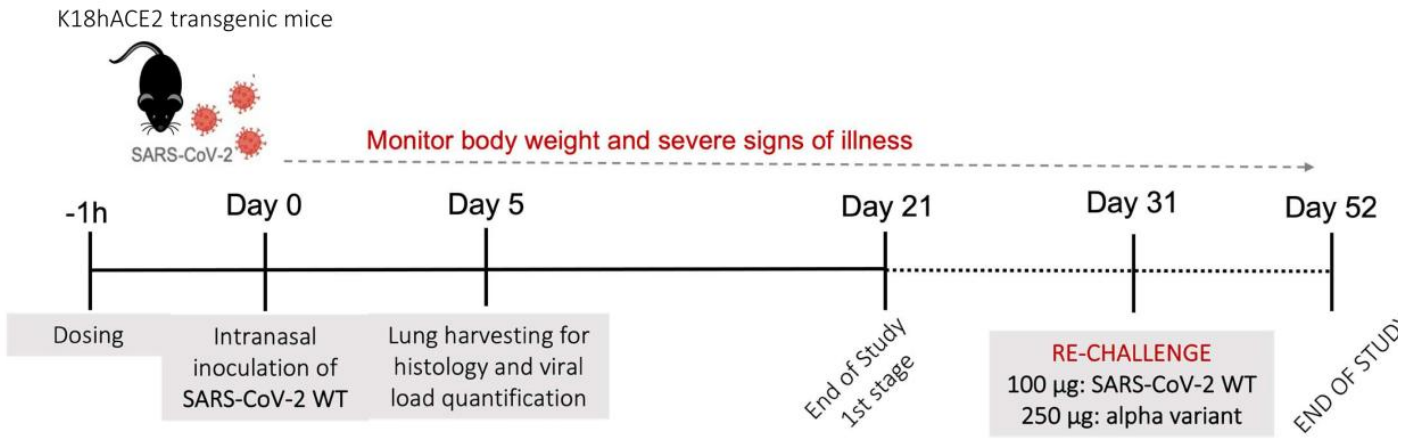 K18hACE2 transgenic mice
SARS-CoV-2
Monitor body weight and severe signs of illness
-1h
Day 0
Day 5
Day 21
Day 31
Day 52
Dosing
Intranasal
inoculation of
SARS-CoV-2 WT
Lung harvesting for
histology and viral
load quantification
End of Study
1st stage
RE-CHALLENGE
100 µg: SARS-CoV-2 WT
250 µg: alpha variant
END OF STUDY